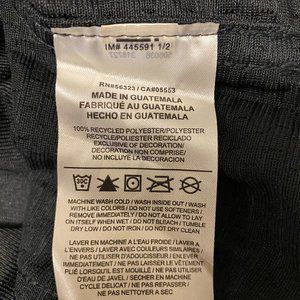 IM# 445591 1/2
RN#56323 / CA#05553
MADE IN GUATEMALA
FABRIQUÉ AU GUATEMALA
HECHO EN GUATEMALA
100% RECYCLED POLYESTER/POLYESTER
RECYCLE/POLIÉSTER RECICLADO
EXCLUSIVE OF DECORATION/
DÉCORATION NON COMPRISE/
NO INCLUYE LA DECORACIÓN
MACHINE WASH COLD / WASH INSIDE OUT / WASH
WITH LIKE COLORS / DO NOT USE SOFTENERS /
REMOVE IMMEDIATELY / DO NOT ALLOW TO LAY
ON ITSELF WHEN WET / DO NOT BLEACH / TUMBLE
DRY LOW / DO NOT IRON / DO NOT DRY CLEAN
LAVER EN MACHINE À L'EAU FROIDE / LAVER À
L'ENVERS / LAVER AVEC COULEURS SIMILAIRES /
NE PAS UTILISER D'ADOUCISSEUR / ENLEVER
IMMÉDIATEMENT / NE PAS LAISSER LE VÊTEMENT
PLIÉ LORSQU'IL EST MOUILLÉ / NE PAS UTILISER
D'EAU DE JAVEL / SÉCHER EN MACHINE
CYCLE DÉLICAT / NE PAS REPASSER /
NE PAS NETTOYER À SEC